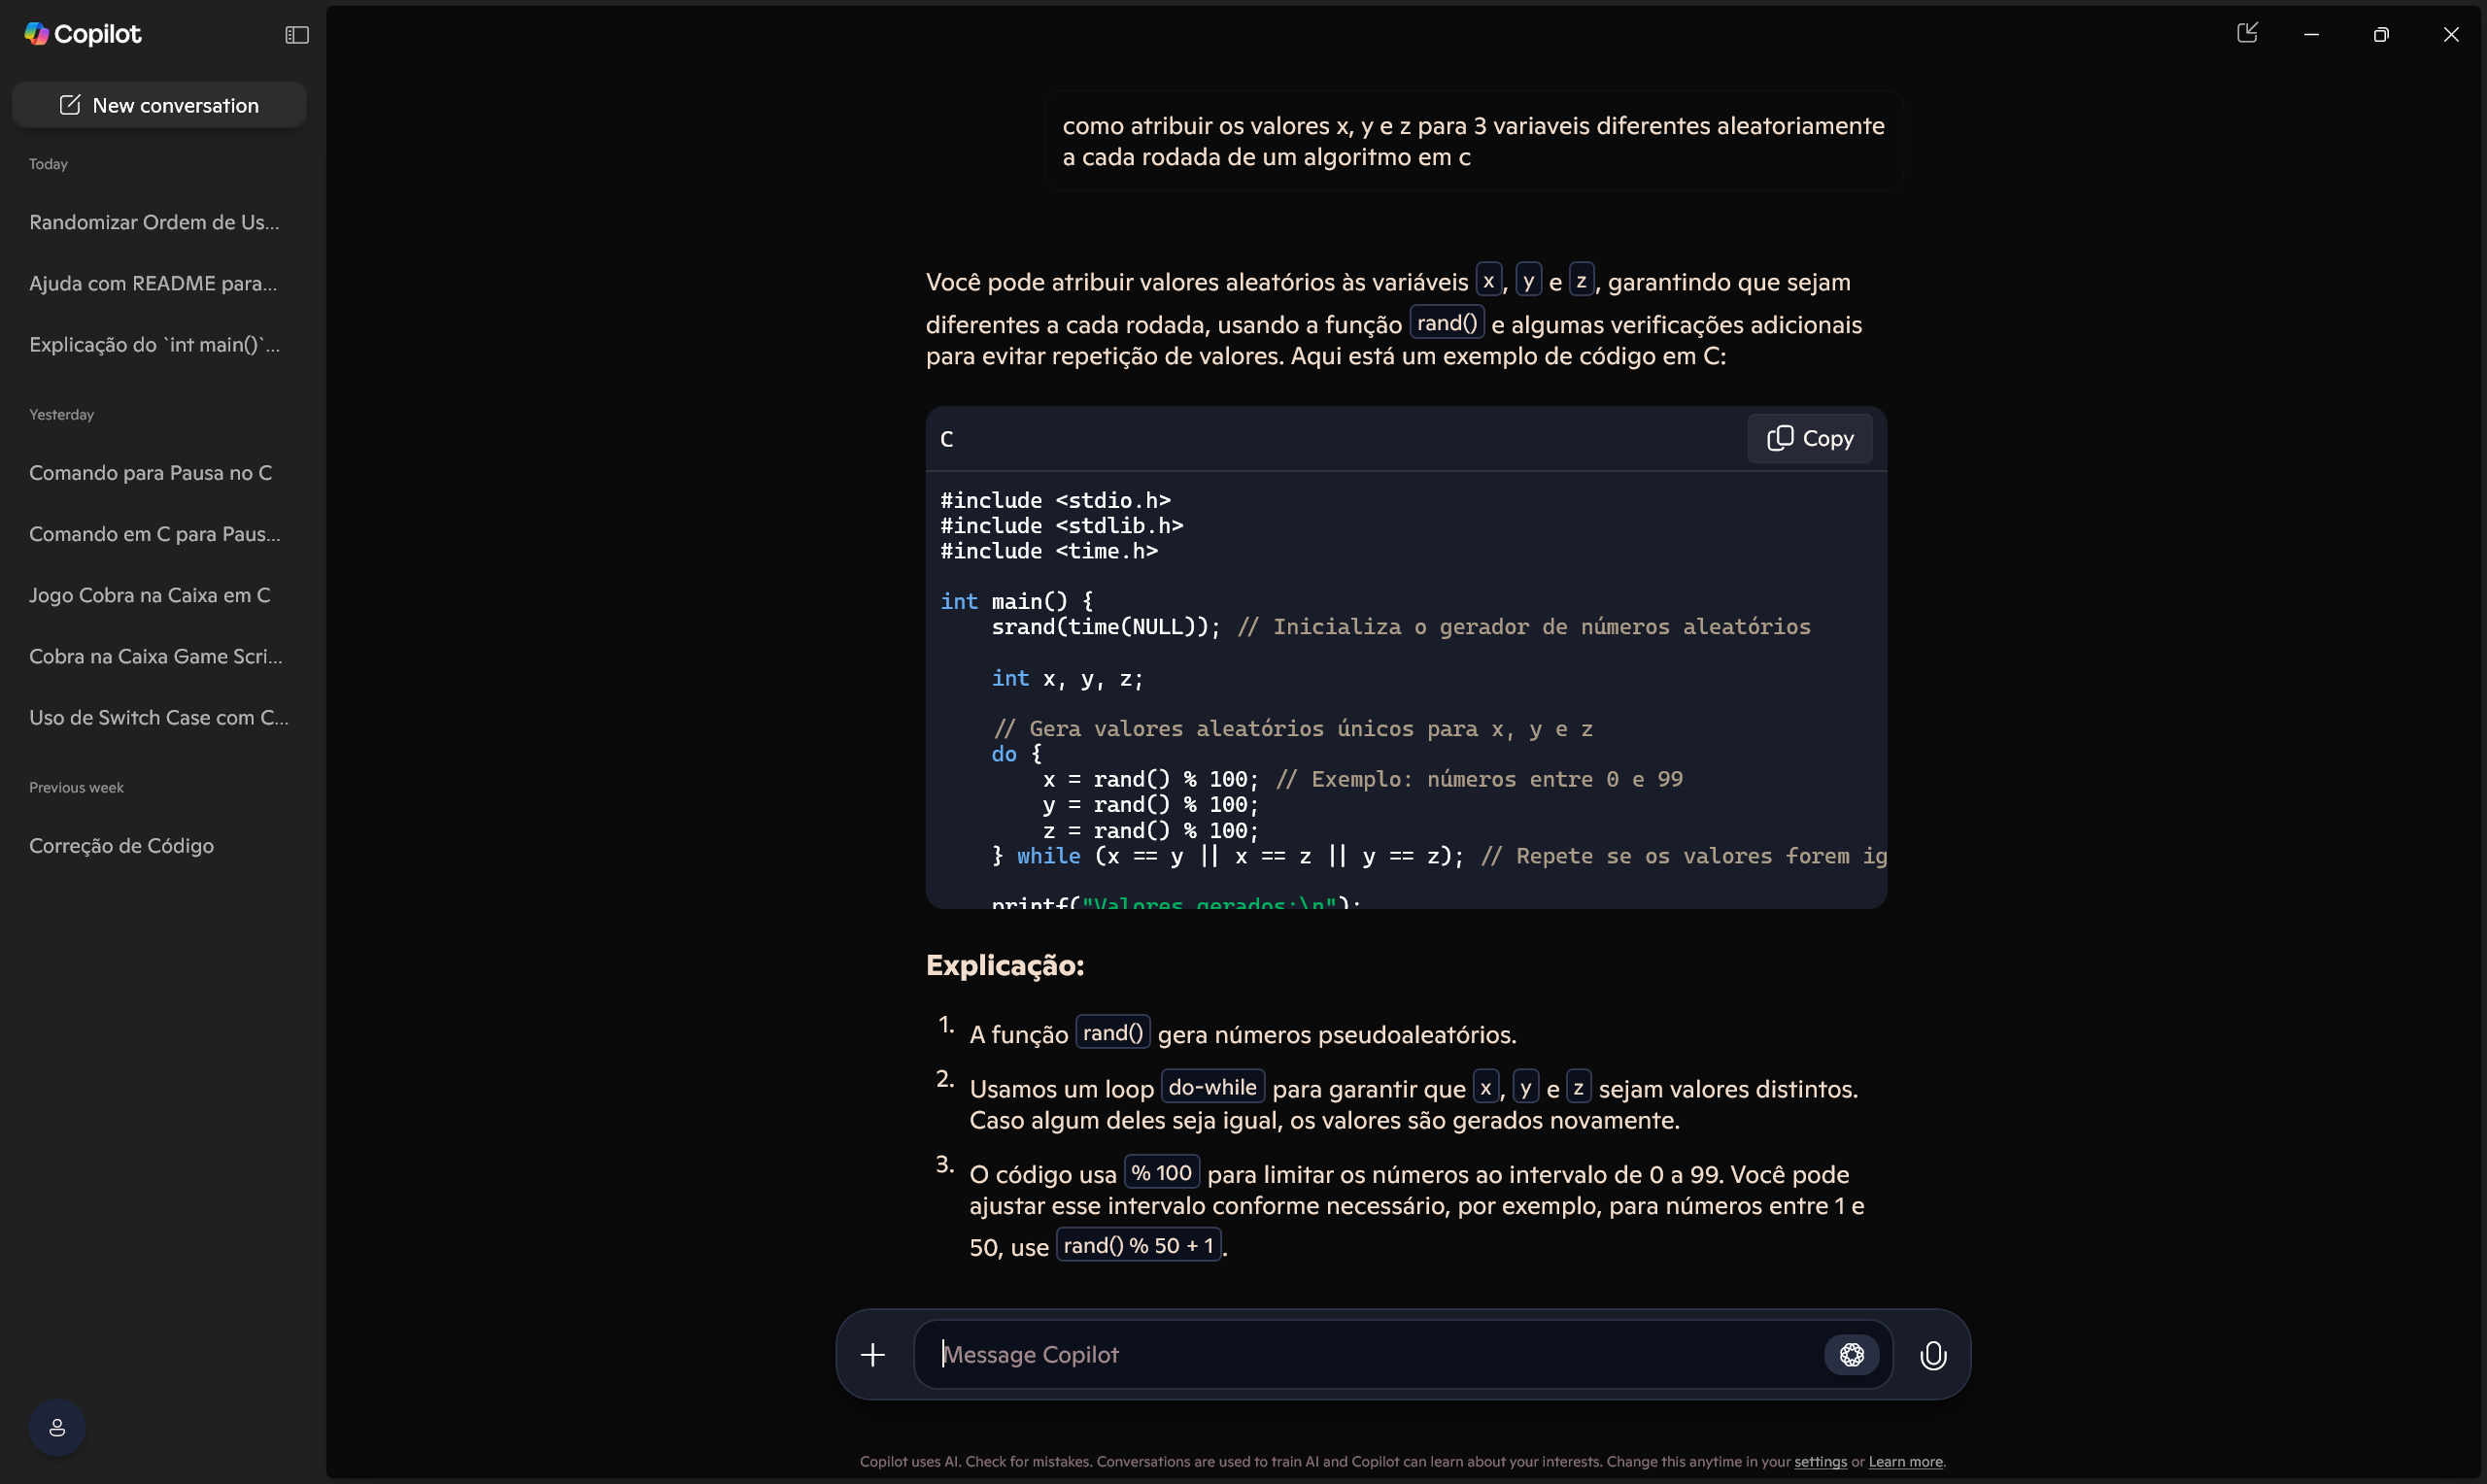 Copilot
New conversation
Today
Randomizar Ordem de Us...
Ajuda com README para...
Explicação do `int main()`...
Yesterday
Comando para Pausa no C
Comando em C para Paus...
Jogo Cobra na Caixa em C
Cobra na Caixa Game Scri...
Uso de Switch Case com C...
Previous week
Correção de Código
como atribuir os valores x, y e z para 3 variaveis diferentes aleatoriamente
a cada rodada de um algoritmo em c
Você pode atribuir valores aleatórios às variáveis x, y e z, garantindo que sejam
diferentes a cada rodada, usando a função rand() e algumas verificações adicionais
para evitar repetição de valores. Aqui está um exemplo de código em C:
C
Copy
#include <stdio.h>
#include <stdlib.h>
#include <time.h>
int main() {
    srand(time(NULL)); // Inicializa o gerador de números aleatórios
    int x, y, z;
    // Gera valores aleatórios únicos para x, y e z
    do {
        x = rand() % 100; // Exemplo: números entre 0 e 99
        y = rand() % 100;
        z = rand() % 100;
    } while (x == y || x == z || y == z); // Repete se os valores forem ig
    printf("Valores gerados:\n");
Explicação:
1. A função rand() gera números pseudoaleatórios.
2. Usamos um loop do-while para garantir que x, y e z sejam valores distintos.
Caso algum deles seja igual, os valores são gerados novamente.
3. O código usa % 100 para limitar os números ao intervalo de 0 a 99. Você pode
ajustar esse intervalo conforme necessário, por exemplo, para números entre 1 e
50, use rand() % 50 + 1.
Message Copilot
Copilot uses AI. Check for mistakes. Conversations are used to train AI and Copilot can learn about your interests. Change this anytime in your settings or Learn more.